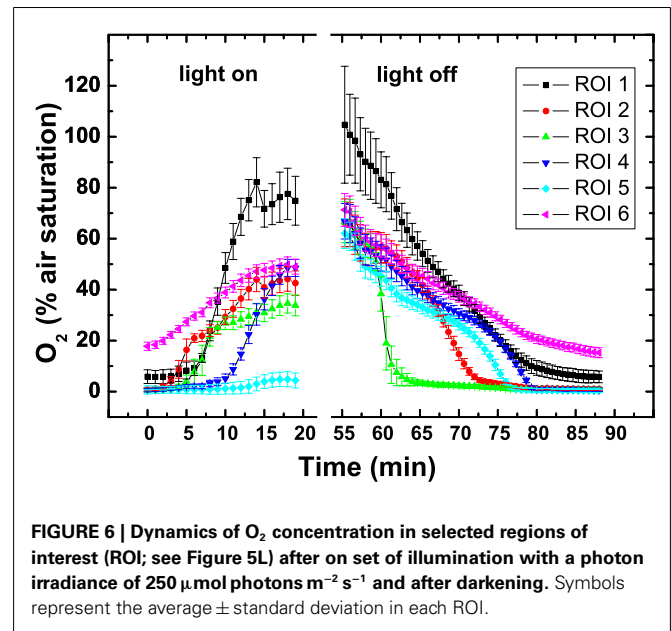 light on
light off
ROI 1
ROI 2
ROI 3
ROI 4
ROI 5
ROI 6
O₂ (% air saturation)
120
100
80
60
40
20
0
0 5 10 15 20 55 60 65 70 75 80 85 90
Time (min)
FIGURE 6 | Dynamics of O₂ concentration in selected regions of
interest (ROI; see Figure 5L) after on set of illumination with a photon
irradiance of 250 μmol photons m⁻² s⁻¹ and after darkening. Symbols
represent the average ± standard deviation in each ROI.